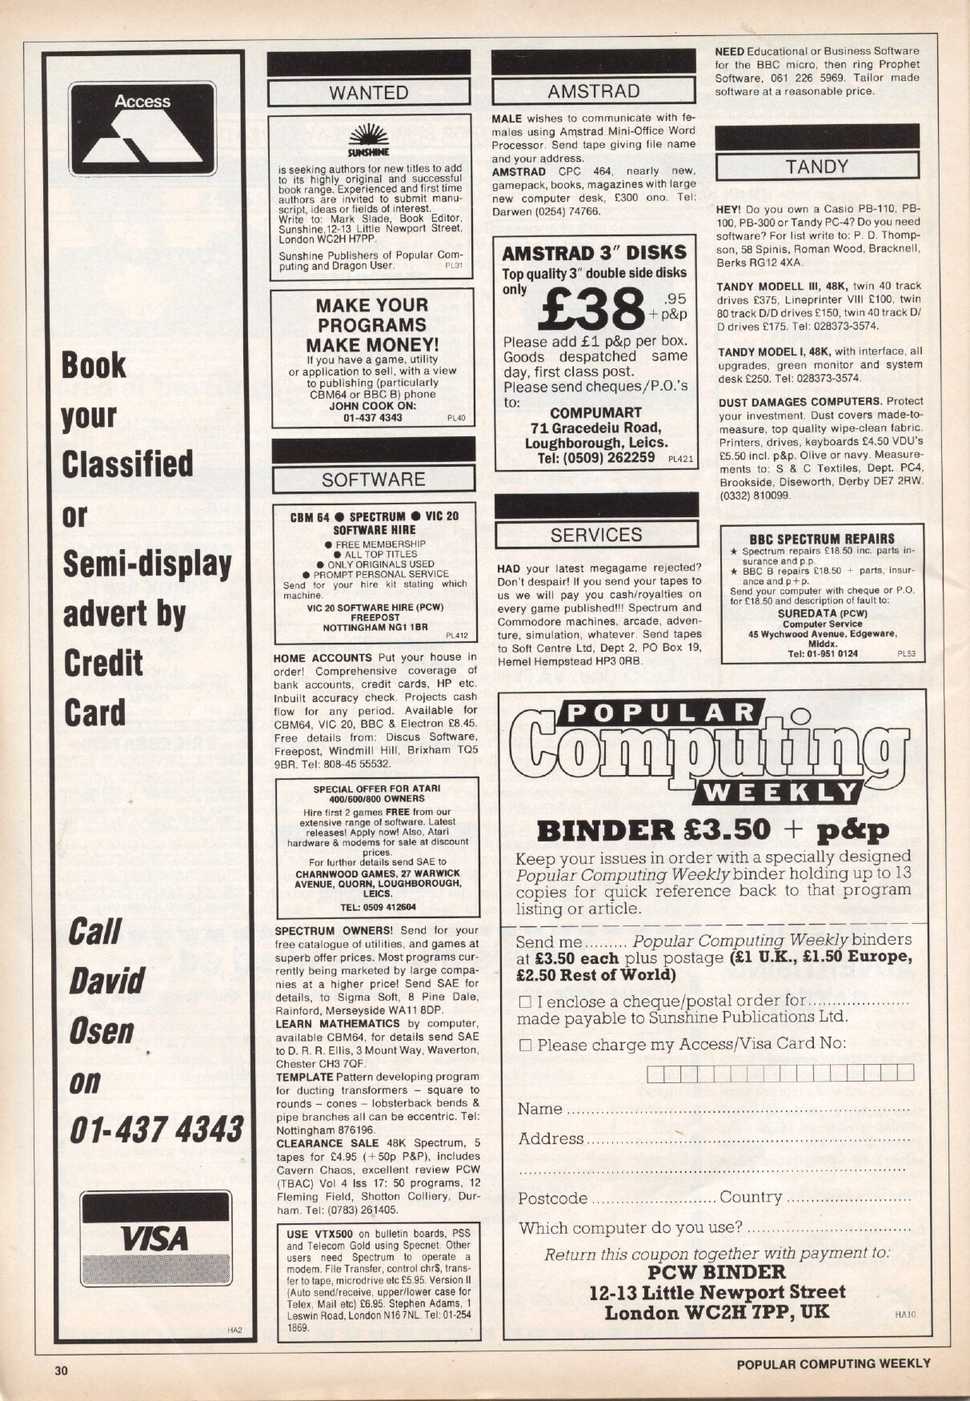 Access
Book
your
Classified
or
Semi-display
advert by
Credit
Card
Call
David
Osen
on
01-437 4343
VISA
HA2
WANTED
SUNSHINE
is seeking authors for new titles to add
to its highly original and successful
book range. Experienced and first time
authors are invited to submit manu-
script, ideas or fields of interest.
Write to: Mark Slade, Book Editor,
Sunshine,12-13 Little Newport Street,
London WC2H H7PP.
Sunshine Publishers of Popular Com-
puting and Dragon User. PL31
MAKE YOUR
PROGRAMS
MAKE MONEY!
If you have a game, utility
or application to sell, with a view
to publishing (particularly
CBM64 or BBC B) phone
JOHN COOK ON:
01-437 4343 PL40
SOFTWARE
CBM 64 ● SPECTRUM ● VIC 20
SOFTWARE HIRE
● FREE MEMBERSHIP
● ALL TOP TITLES
● ONLY ORIGINALS USED
● PROMPT PERSONAL SERVICE
Send for your hire kit stating which
machine.
VIC 20 SOFTWARE HIRE (PCW)
FREEPOST
NOTTINGHAM NG1 1BR
PL412
HOME ACCOUNTS Put your house in
order! Comprehensive coverage of
bank accounts, credit cards, HP etc.
Inbuilt accuracy check. Projects cash
flow for any period. Available for
CBM64, VIC 20, BBC & Electron £8.45.
Free details from: Discus Software,
Freepost, Windmill Hill, Brixham TQ5
9BR. Tel: 808-45 55532.
SPECIAL OFFER FOR ATARI
400/600/800 OWNERS
Hire first 2 games FREE from our
extensive range of software. Latest
releases! Apply now! Also, Atari
hardware & modems for sale at discount
prices.
For further details send SAE to
CHARNWOOD GAMES, 27 WARWICK
AVENUE, QUORN, LOUGHBOROUGH,
LEICS.
TEL: 0509 412604
SPECTRUM OWNERS! Send for your
free catalogue of utilities, and games at
superb offer prices. Most programs cur-
rently being marketed by large compa-
nies at a higher price! Send SAE for
details, to Sigma Soft, 8 Pine Dale,
Rainford, Merseyside WA11 8DP.
LEARN MATHEMATICS by computer,
available CBM64, for details send SAE
to D. R. R. Ellis, 3 Mount Way, Waverton,
Chester CH3 7QF.
TEMPLATE Pattern developing program
for ducting transformers – square to
rounds – cones – lobsterback bends &
pipe branches all can be eccentric. Tel:
Nottingham 876196.
CLEARANCE SALE 48K Spectrum, 5
tapes for £4.95 (+50p P&P), includes
Cavern Chaos, excellent review PCW
(TBAC) Vol 4 Iss 17: 50 programs, 12
Fleming Field, Shotton Colliery, Dur-
ham. Tel: (0783) 261405.
USE VTX500 on bulletin boards, PSS
and Telecom Gold using Specnet. Other
users need Spectrum to operate a
modem. File Transfer, control chr$, trans-
fer to tape, microdrive etc £5.95. Version II
(Auto send/receive, upper/lower case for
Telex, Mail etc) £6.95. Stephen Adams, 1
Leswin Road, London N16 7NL. Tel: 01-254
1869.
AMSTRAD
MALE wishes to communicate with fe-
males using Amstrad Mini-Office Word
Processor. Send tape giving file name
and your address.
AMSTRAD CPC 464, nearly new,
gamepack, books, magazines with large
new computer desk, £300 ono. Tel:
Darwen (0254) 74766.
AMSTRAD 3" DISKS
Top quality 3" double side disks
only £38.95
+p&p
Please add £1 p&p per box.
Goods despatched same
day, first class post.
Please send cheques/P.O.'s
to:
COMPUMART
71 Gracedeiu Road,
Loughborough, Leics.
Tel: (0509) 262259 PL421
SERVICES
HAD your latest megagame rejected?
Don't despair! If you send your tapes to
us we will pay you cash/royalties on
every game published!!! Spectrum and
Commodore machines, arcade, adven-
ture, simulation, whatever. Send tapes
to Soft Centre Ltd, Dept 2, PO Box 19,
Hemel Hempstead HP3 0RB.
NEED Educational or Business Software
for the BBC micro, then ring Prophet
Software, 061 226 5969. Tailor made
software at a reasonable price.
TANDY
HEY! Do you own a Casio PB-110, PB-
100, PB-300 or Tandy PC-4? Do you need
software? For list write to: P. D. Thomp-
son, 58 Spinis, Roman Wood, Bracknell,
Berks RG12 4XA.
TANDY MODELL III, 48K, twin 40 track
drives £375, Lineprinter VIII £100, twin
80 track D/D drives £150, twin 40 track D/
D drives £175. Tel: 028373-3574.
TANDY MODEL I, 48K, with interface, all
upgrades, green monitor and system
desk £250. Tel: 028373-3574.
DUST DAMAGES COMPUTERS. Protect
your investment. Dust covers made-to-
measure, top quality wipe-clean fabric.
Printers, drives, keyboards £4.50 VDU's
£5.50 incl. p&p. Olive or navy. Measure-
ments to: S & C Textiles, Dept. PC4,
Brookside, Diseworth, Derby DE7 2RW.
(0332) 810099.
BBC SPECTRUM REPAIRS
★ Spectrum repairs £18.50 inc. parts in-
surance and p.p.
★ BBC B repairs £18.50 + parts, insur-
ance and p+p.
Send your computer with cheque or P.O.
for £18.50 and description of fault to:
SUREDATA (PCW)
Computer Service
45 Wychwood Avenue, Edgeware,
Middx.
Tel: 01-951 0124 PL53
POPULAR
Computing
WEEKLY
BINDER £3.50 + p&p
Keep your issues in order with a specially designed
Popular Computing Weekly binder holding up to 13
copies for quick reference back to that program
listing or article.
Send me......... Popular Computing Weekly binders
at £3.50 each plus postage (£1 U.K., £1.50 Europe,
£2.50 Rest of World)
□ I enclose a cheque/postal order for....................
made payable to Sunshine Publications Ltd.
□ Please charge my Access/Visa Card No:
Name
Address
Postcode ........................ Country ........................
Which computer do you use? ................................
Return this coupon together with payment to:
PCW BINDER
12-13 Little Newport Street
London WC2H 7PP, UK HA10
30
POPULAR COMPUTING WEEKLY